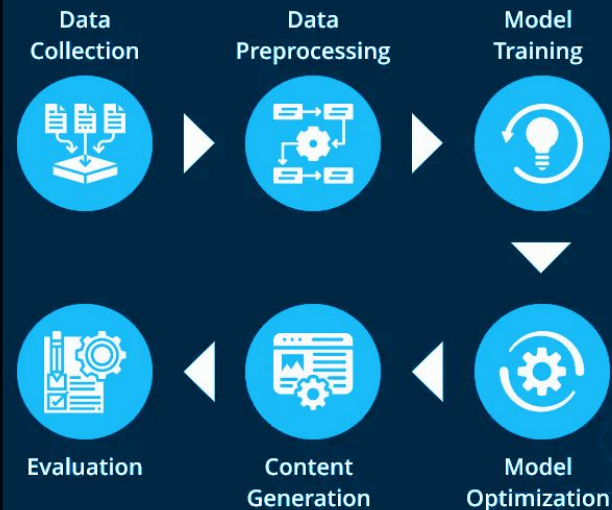 Data
Collection
Data
Preprocessing
Model
Training
Evaluation
Content
Generation
Model
Optimization